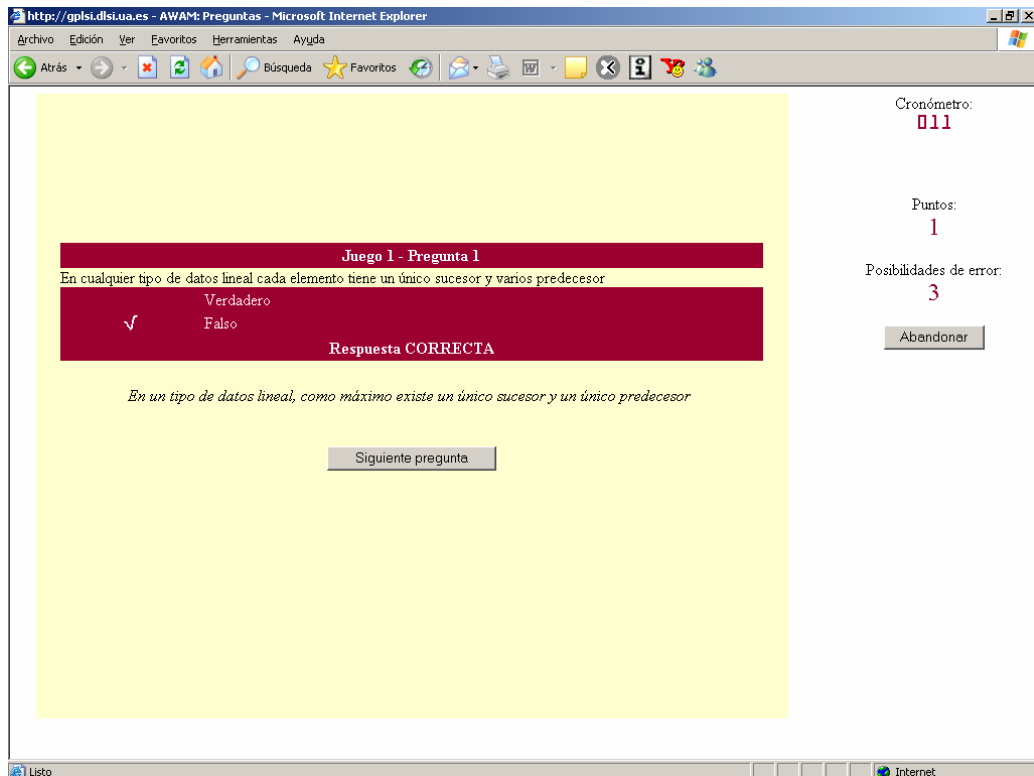 http://gplsi.dlsi.ua.es - AWAM: Preguntas - Microsoft Internet Explorer
Archivo Edición Ver Favoritos Herramientas Ayuda
Atrás Búsqueda Favoritos
Cronómetro:
011
Puntos:
1
Posibilidades de error:
3
Abandonar
Juego 1 - Pregunta 1
En cualquier tipo de datos lineal cada elemento tiene un único sucesor y varios predecesor
Verdadero
√ Falso
Respuesta CORRECTA
En un tipo de datos lineal, como máximo existe un único sucesor y un único predecesor
Siguiente pregunta
Listo
Internet